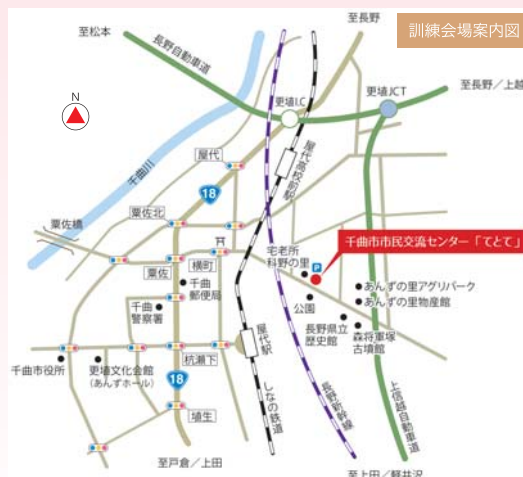 訓練会場案内図
至長野
至松本
長野自動車道
更埴I.C
更埴JCT
至長野／上越
N
千曲川
屋代
屋代高校前駅
18
粟佐橋
粟佐北
千曲市市民交流センター「てとて」
P
宅老所
科野の里
粟佐
横町
千曲
郵便局
公園
あんずの里アグリパーク
あんずの里物産館
千曲
警察署
長野県立
歴史館
森将軍塚
古墳館
屋代駅
千曲市役所
更埴文化会館
(あんずホール)
杭瀬下
18
しなの鉄道
長野新幹線
上信越自動車道
埴生
至戸倉／上田
至上田／軽井沢